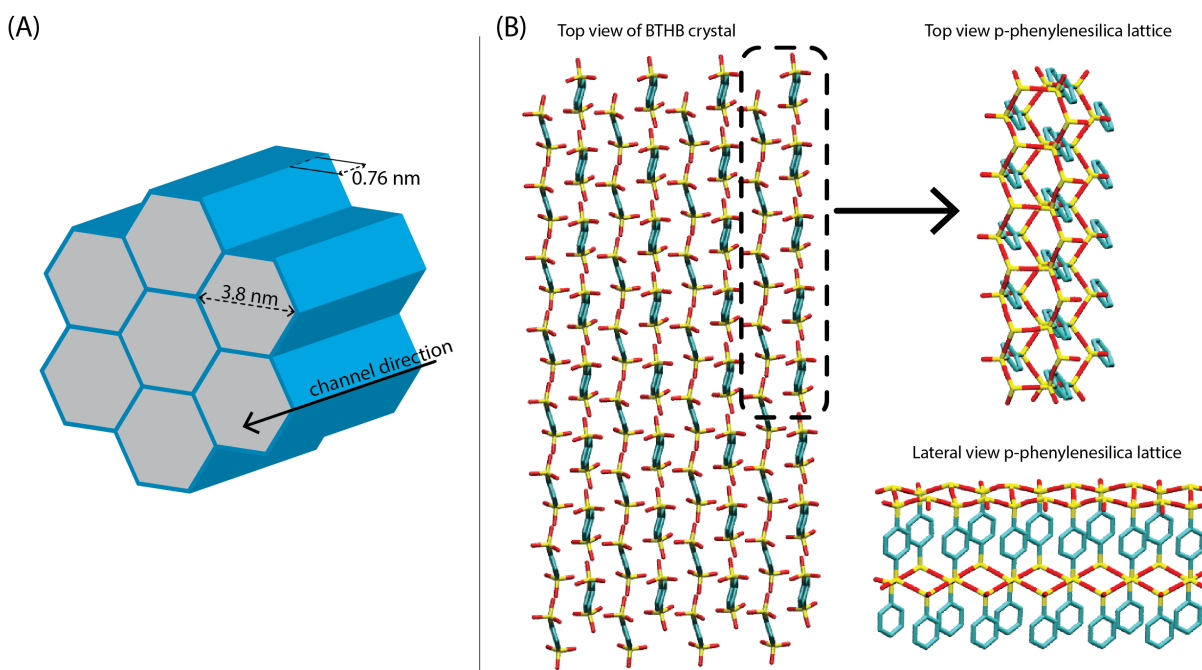 (A)
0.76 nm
3.8 nm
channel direction
(B)
Top view of BTHB crystal
Top view p-phenylenesilica lattice
Lateral view p-phenylenesilica lattice